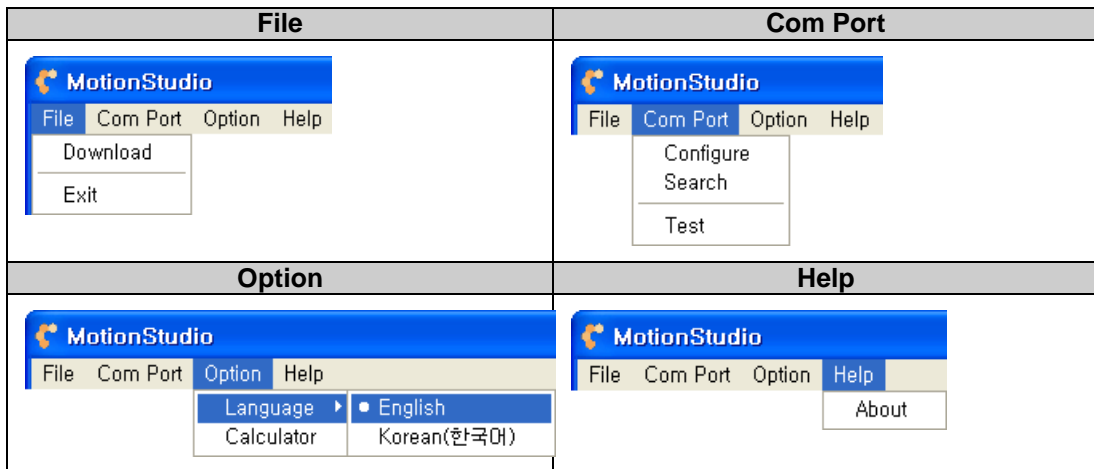 File
Com Port
MotionStudio
File Com Port Option Help
Download
Exit
MotionStudio
File Com Port Option Help
Configure
Search
Test
Option
Help
MotionStudio
File Com Port Option Help
Language English
Calculator Korean(한국어)
MotionStudio
File Com Port Option Help
About